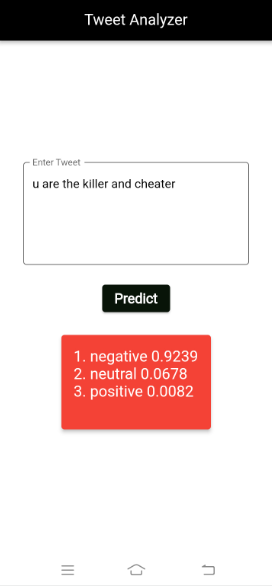 Tweet Analyzer
Enter Tweet
u are the killer and cheater
Predict
1. negative 0.9239
2. neutral 0.0678
3. positive 0.0082